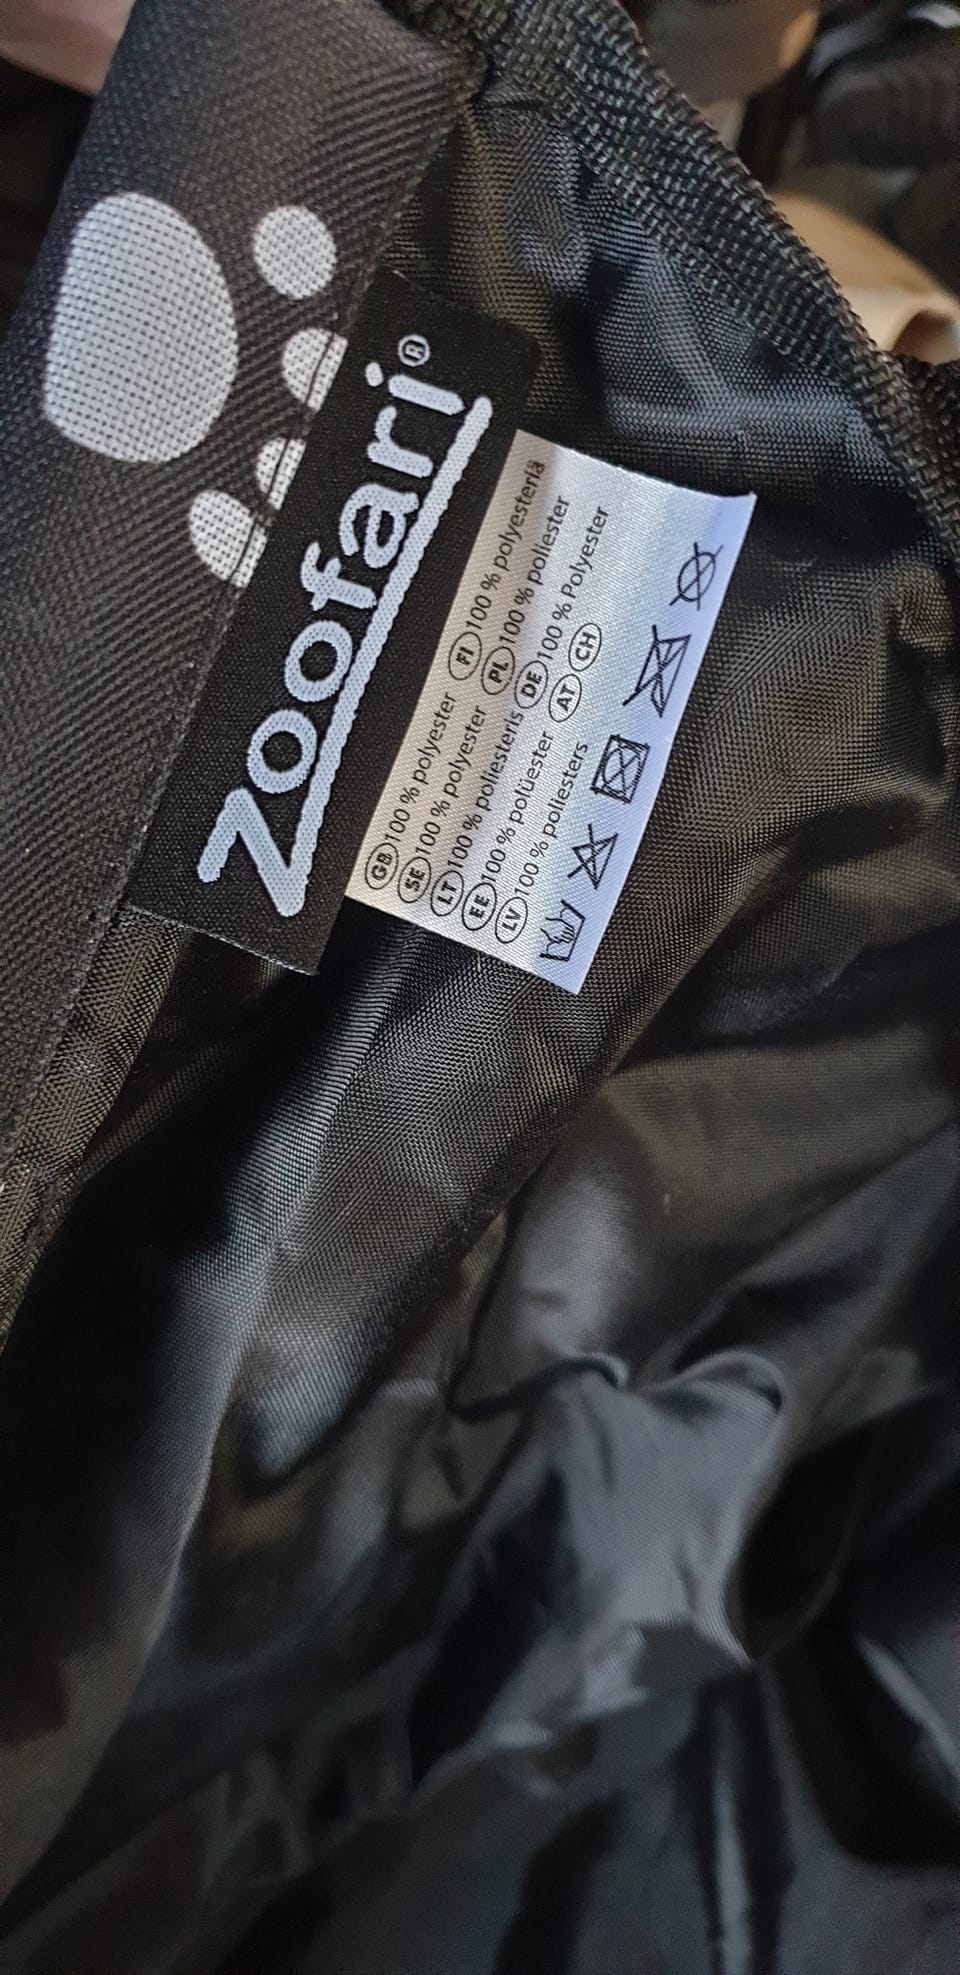 Zoofari®
GB 100 % polyester FI 100 % polyesteriä
SE 100 % polyester PL 100 % poliester
LT 100 % poliesteris DE 100 % Polyester
EE 100 % polüester AT CH
LV 100 % poliesters